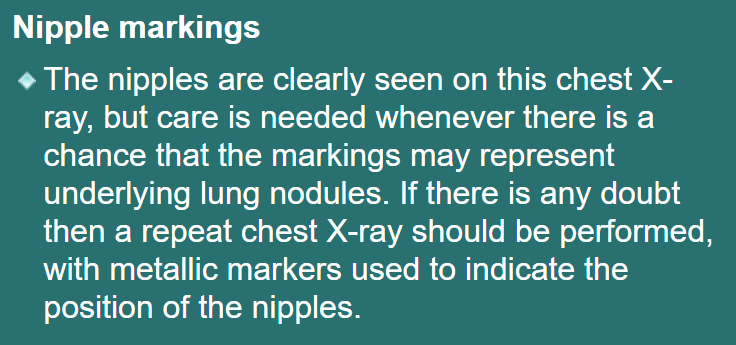 Nipple markings
The nipples are clearly seen on this chest X-
ray, but care is needed whenever there is a
chance that the markings may represent
underlying lung nodules. If there is any doubt
then a repeat chest X-ray should be performed,
with metallic markers used to indicate the
position of the nipples.